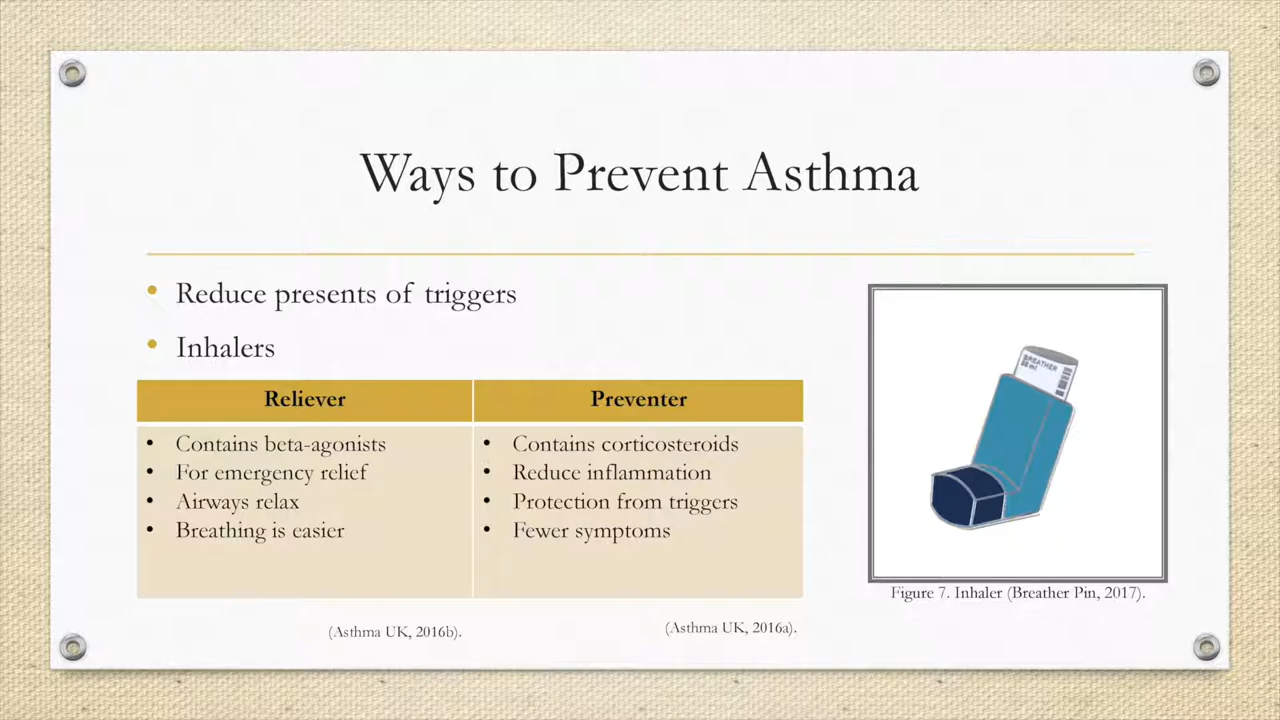 Ways to Prevent Asthma
• Reduce presents of triggers
• Inhalers
Reliever
Preventer
• Contains beta-agonists
• For emergency relief
• Airways relax
• Breathing is easier
• Contains corticosteroids
• Reduce inflammation
• Protection from triggers
• Fewer symptoms
(Asthma UK, 2016b).
(Asthma UK, 2016a).
BREATHER
Figure 7. Inhaler (Breather Pin, 2017).